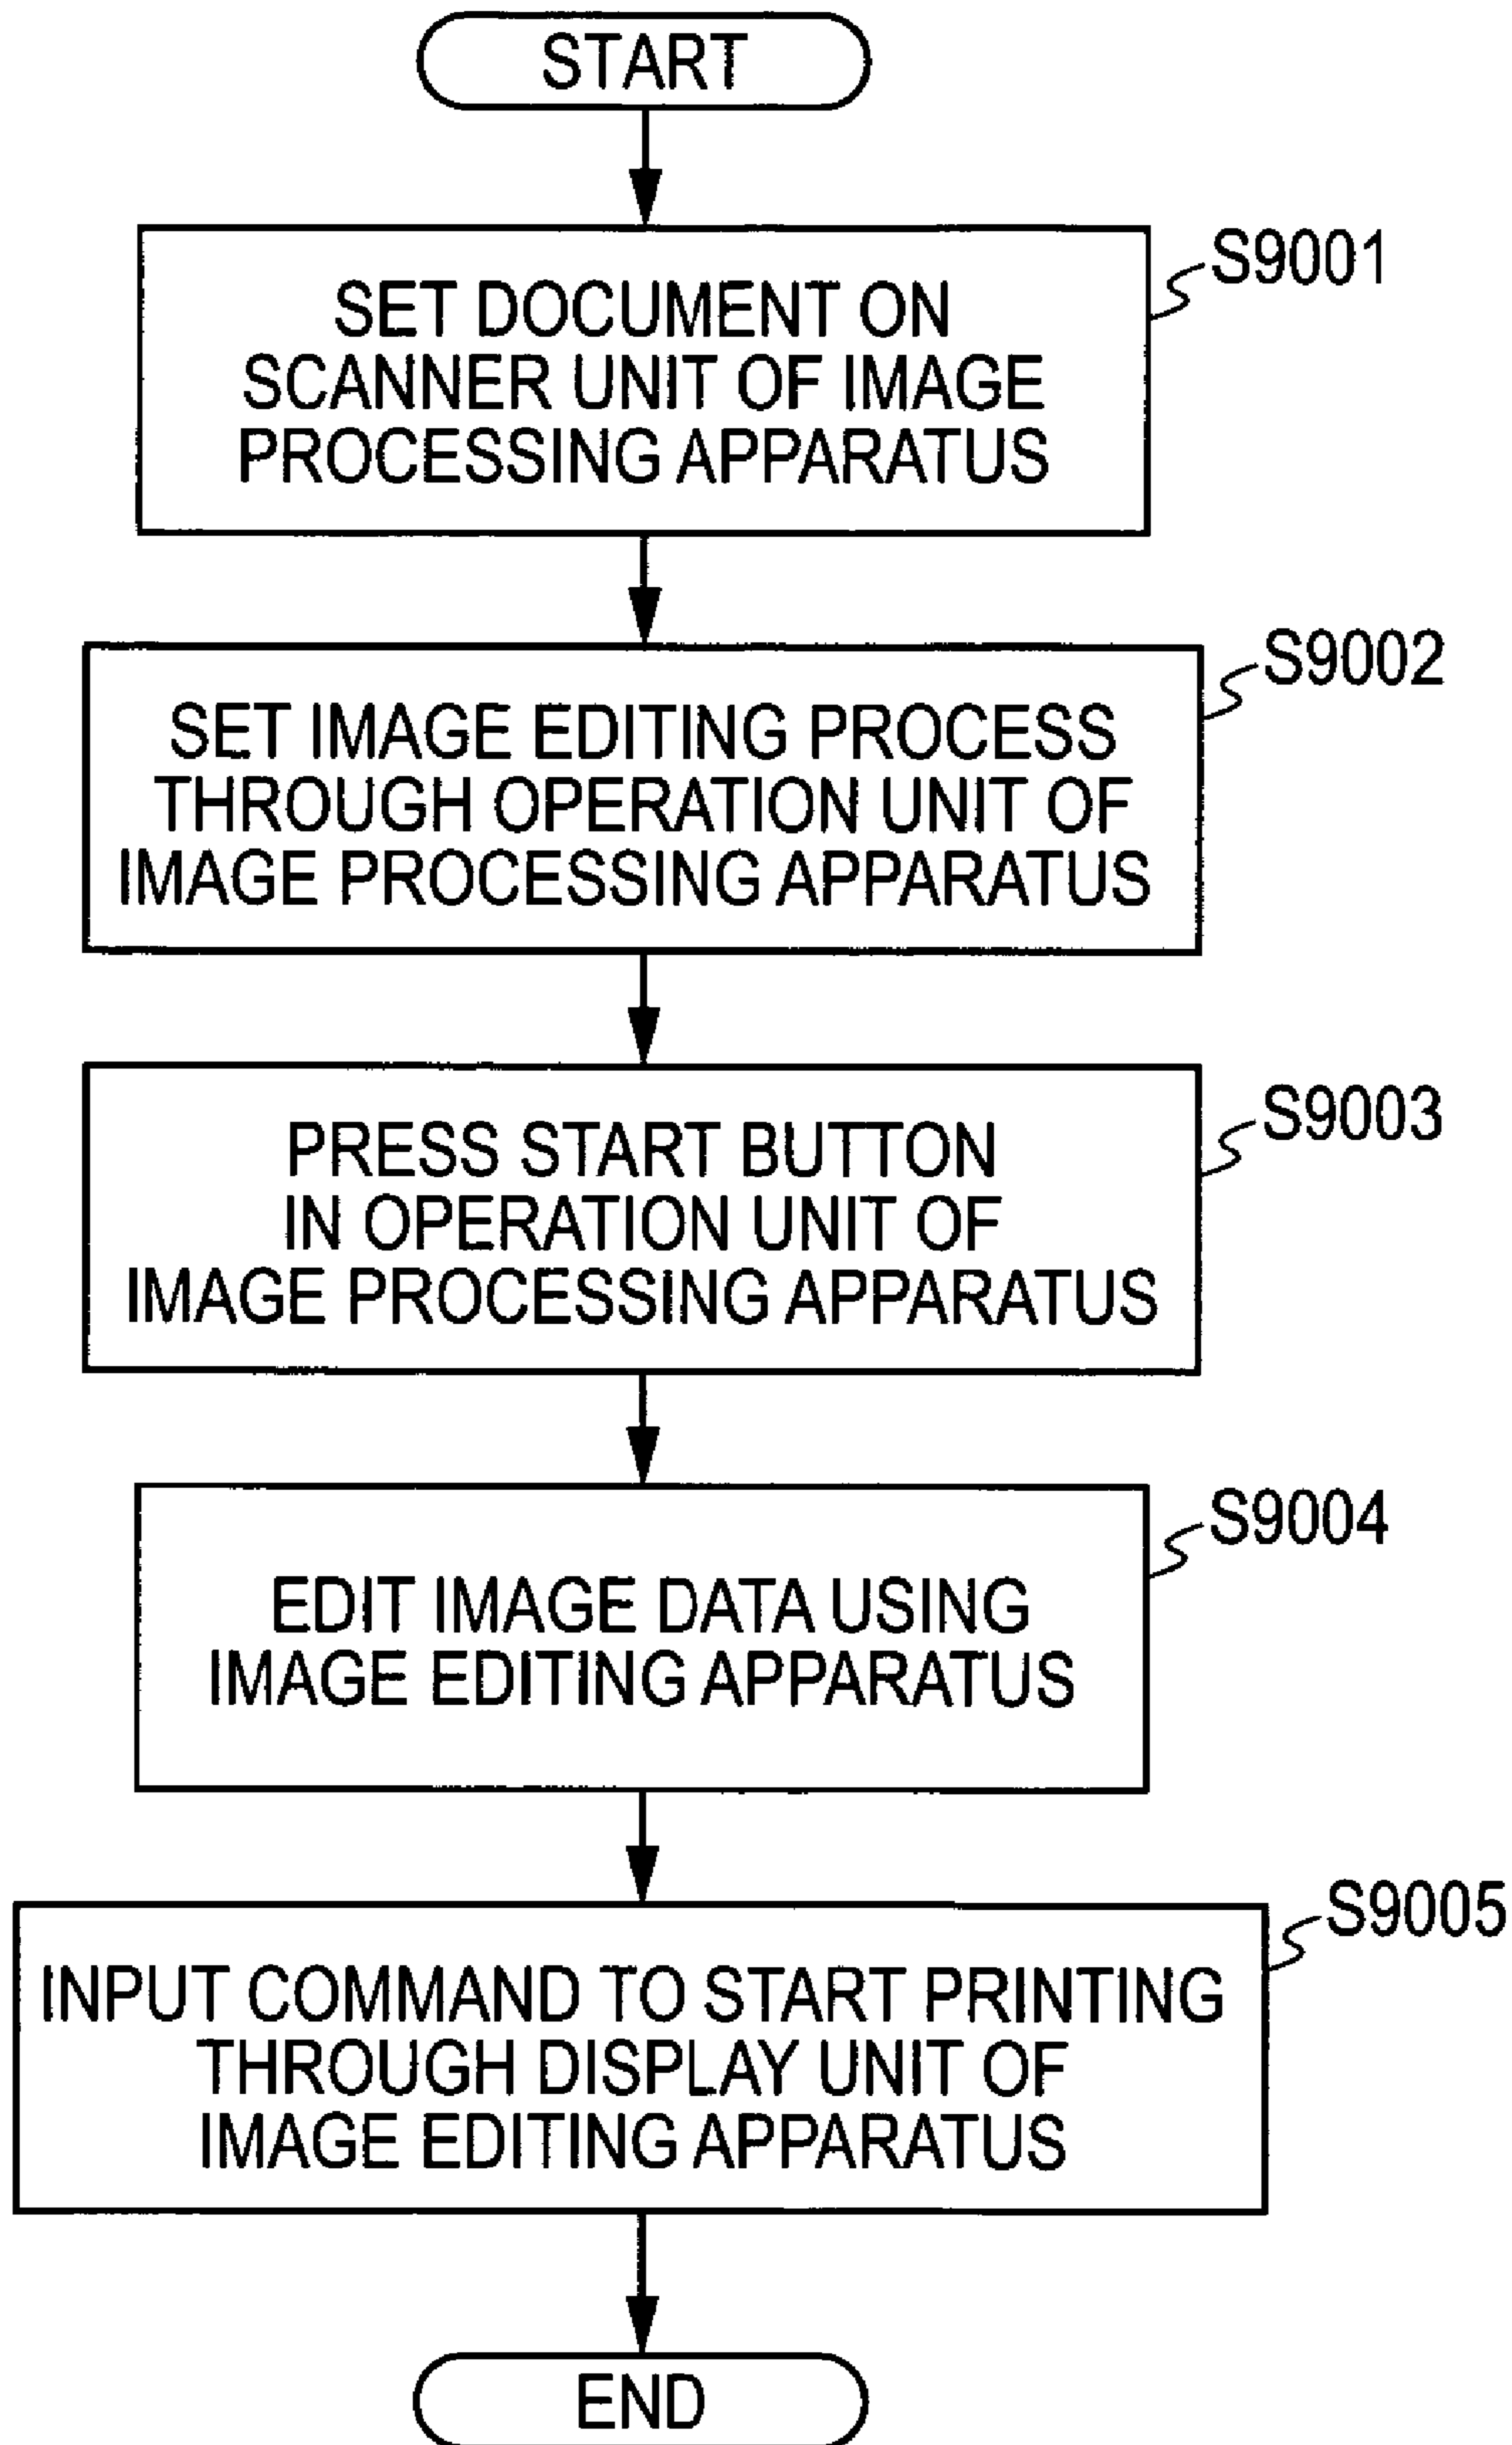 START
S9001
SET DOCUMENT ON
SCANNER UNIT OF IMAGE
PROCESSING APPARATUS
S9002
SET IMAGE EDITING PROCESS
THROUGH OPERATION UNIT OF
IMAGE PROCESSING APPARATUS
S9003
PRESS START BUTTON
IN OPERATION UNIT OF
IMAGE PROCESSING APPARATUS
S9004
EDIT IMAGE DATA USING
IMAGE EDITING APPARATUS
S9005
INPUT COMMAND TO START PRINTING
THROUGH DISPLAY UNIT OF
IMAGE EDITING APPARATUS
END